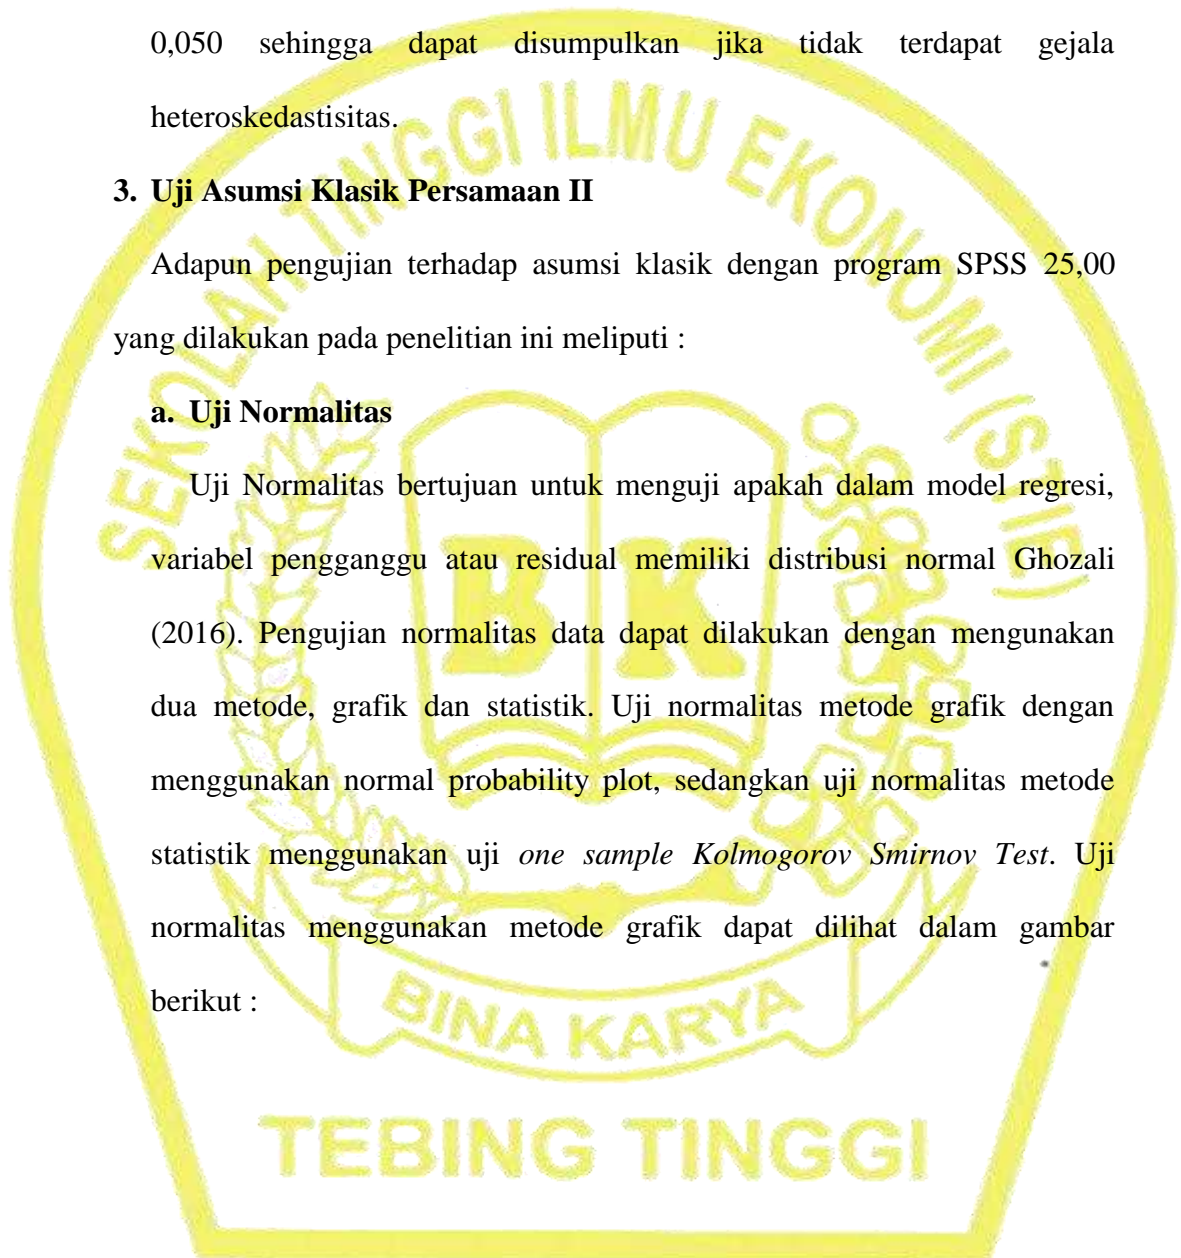 0,050 sehingga dapat disumpulkan jika tidak terdapat gejala
heteroskedastisitas.
3. Uji Asumsi Klasik Persamaan II
Adapun pengujian terhadap asumsi klasik dengan program SPSS 25,00
yang dilakukan pada penelitian ini meliputi :
a. Uji Normalitas
Uji Normalitas bertujuan untuk menguji apakah dalam model regresi,
variabel pengganggu atau residual memiliki distribusi normal Ghozali
(2016). Pengujian normalitas data dapat dilakukan dengan mengunakan
dua metode, grafik dan statistik. Uji normalitas metode grafik dengan
menggunakan normal probability plot, sedangkan uji normalitas metode
statistik menggunakan uji one sample Kolmogorov Smirnov Test. Uji
normalitas menggunakan metode grafik dapat dilihat dalam gambar
berikut :
SEKOLAH TINGGI ILMU EKONOMI (STIE)
B K
BINA KARYA
TEBING TINGGI